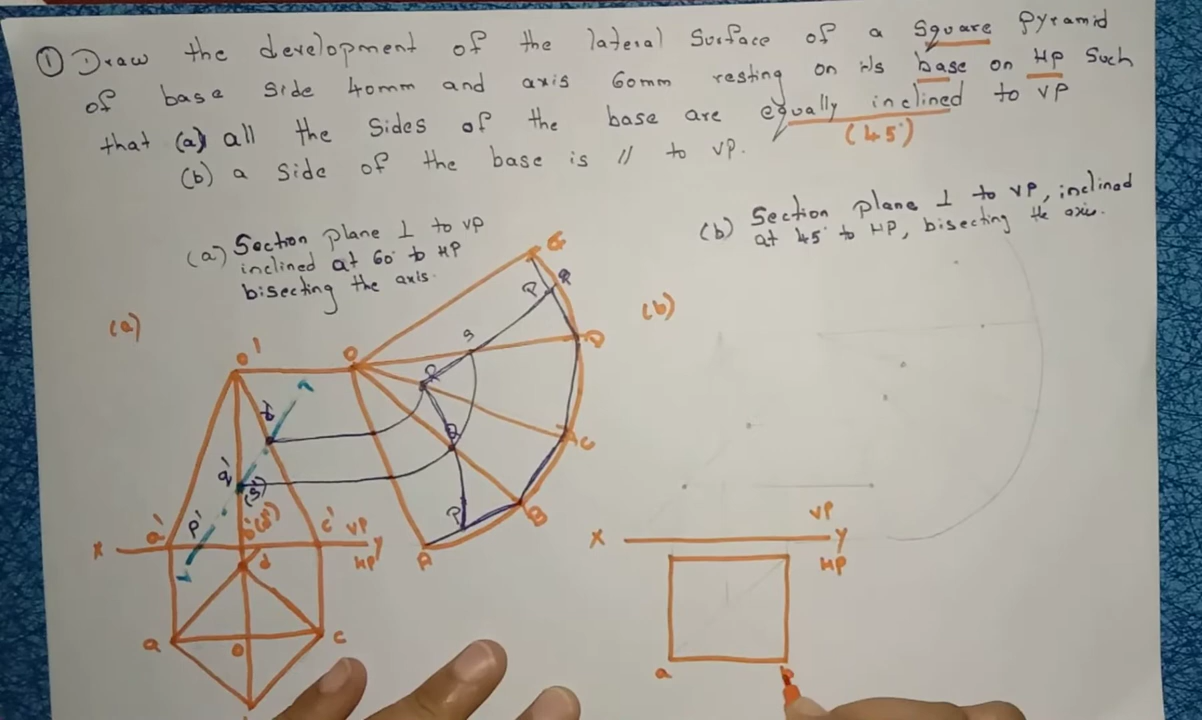 ① Draw the development of the lateral Surface of a square pyramid
of base side 40mm and axis 60mm resting on its base on HP such
that (a) all the sides of the base are equally inclined to VP
(45°)
(b) a side of the base is // to VP.
(a) Section plane ⊥ to VP
inclined at 60° to HP
bisecting the axis.
(b) Section plane ⊥ to VP, inclined
at 45° to HP, bisecting the axis.
(a)
(b)
o'
O
A
R
P
S
D
R
C
Q
B
P
A
q'
(s')
p'
a'
b'(d')
c'
VP
X
Y
HP
d
a
o
c
X
VP
Y
HP
a
b